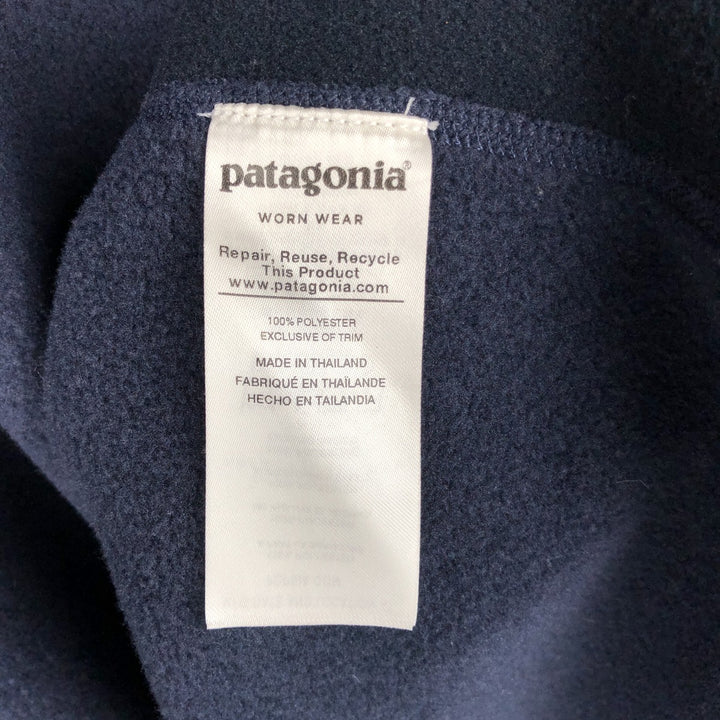 patagonia®
WORN WEAR
Repair, Reuse, Recycle
This Product
www.patagonia.com
100% POLYESTER
EXCLUSIVE OF TRIM
MADE IN THAILAND
FABRIQUÉ EN THAÏLANDE
HECHO EN TAILANDIA